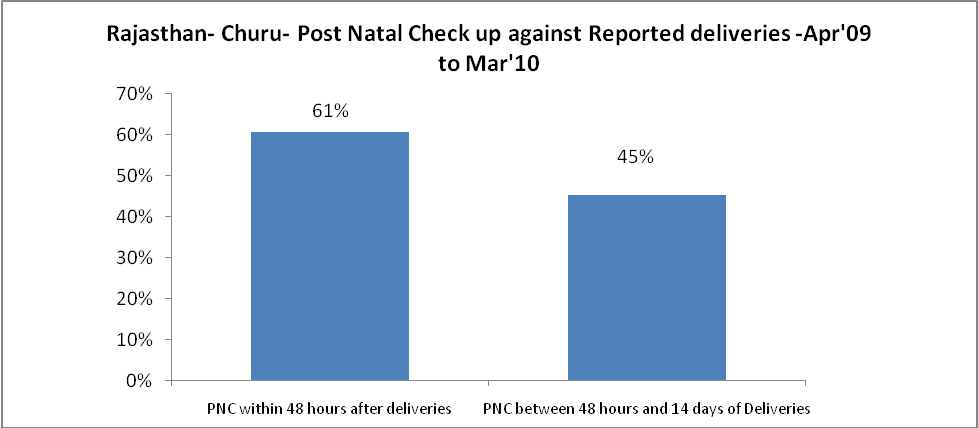 Rajasthan- Churu- Post Natal Check up against Reported deliveries -Apr'09
to Mar'10
70%
60%
50%
40%
30%
20%
10%
0%
61%
45%
PNC within 48 hours after deliveries
PNC between 48 hours and 14 days of Deliveries